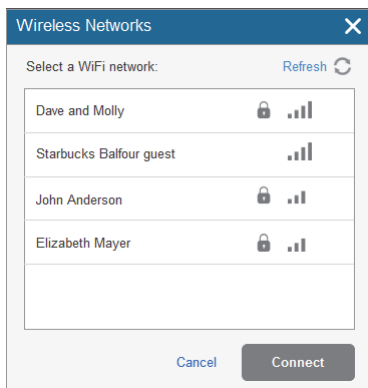 Wireless Networks
Select a WiFi network:
Refresh
Dave and Molly
Starbucks Balfour guest
John Anderson
Elizabeth Mayer
Cancel
Connect